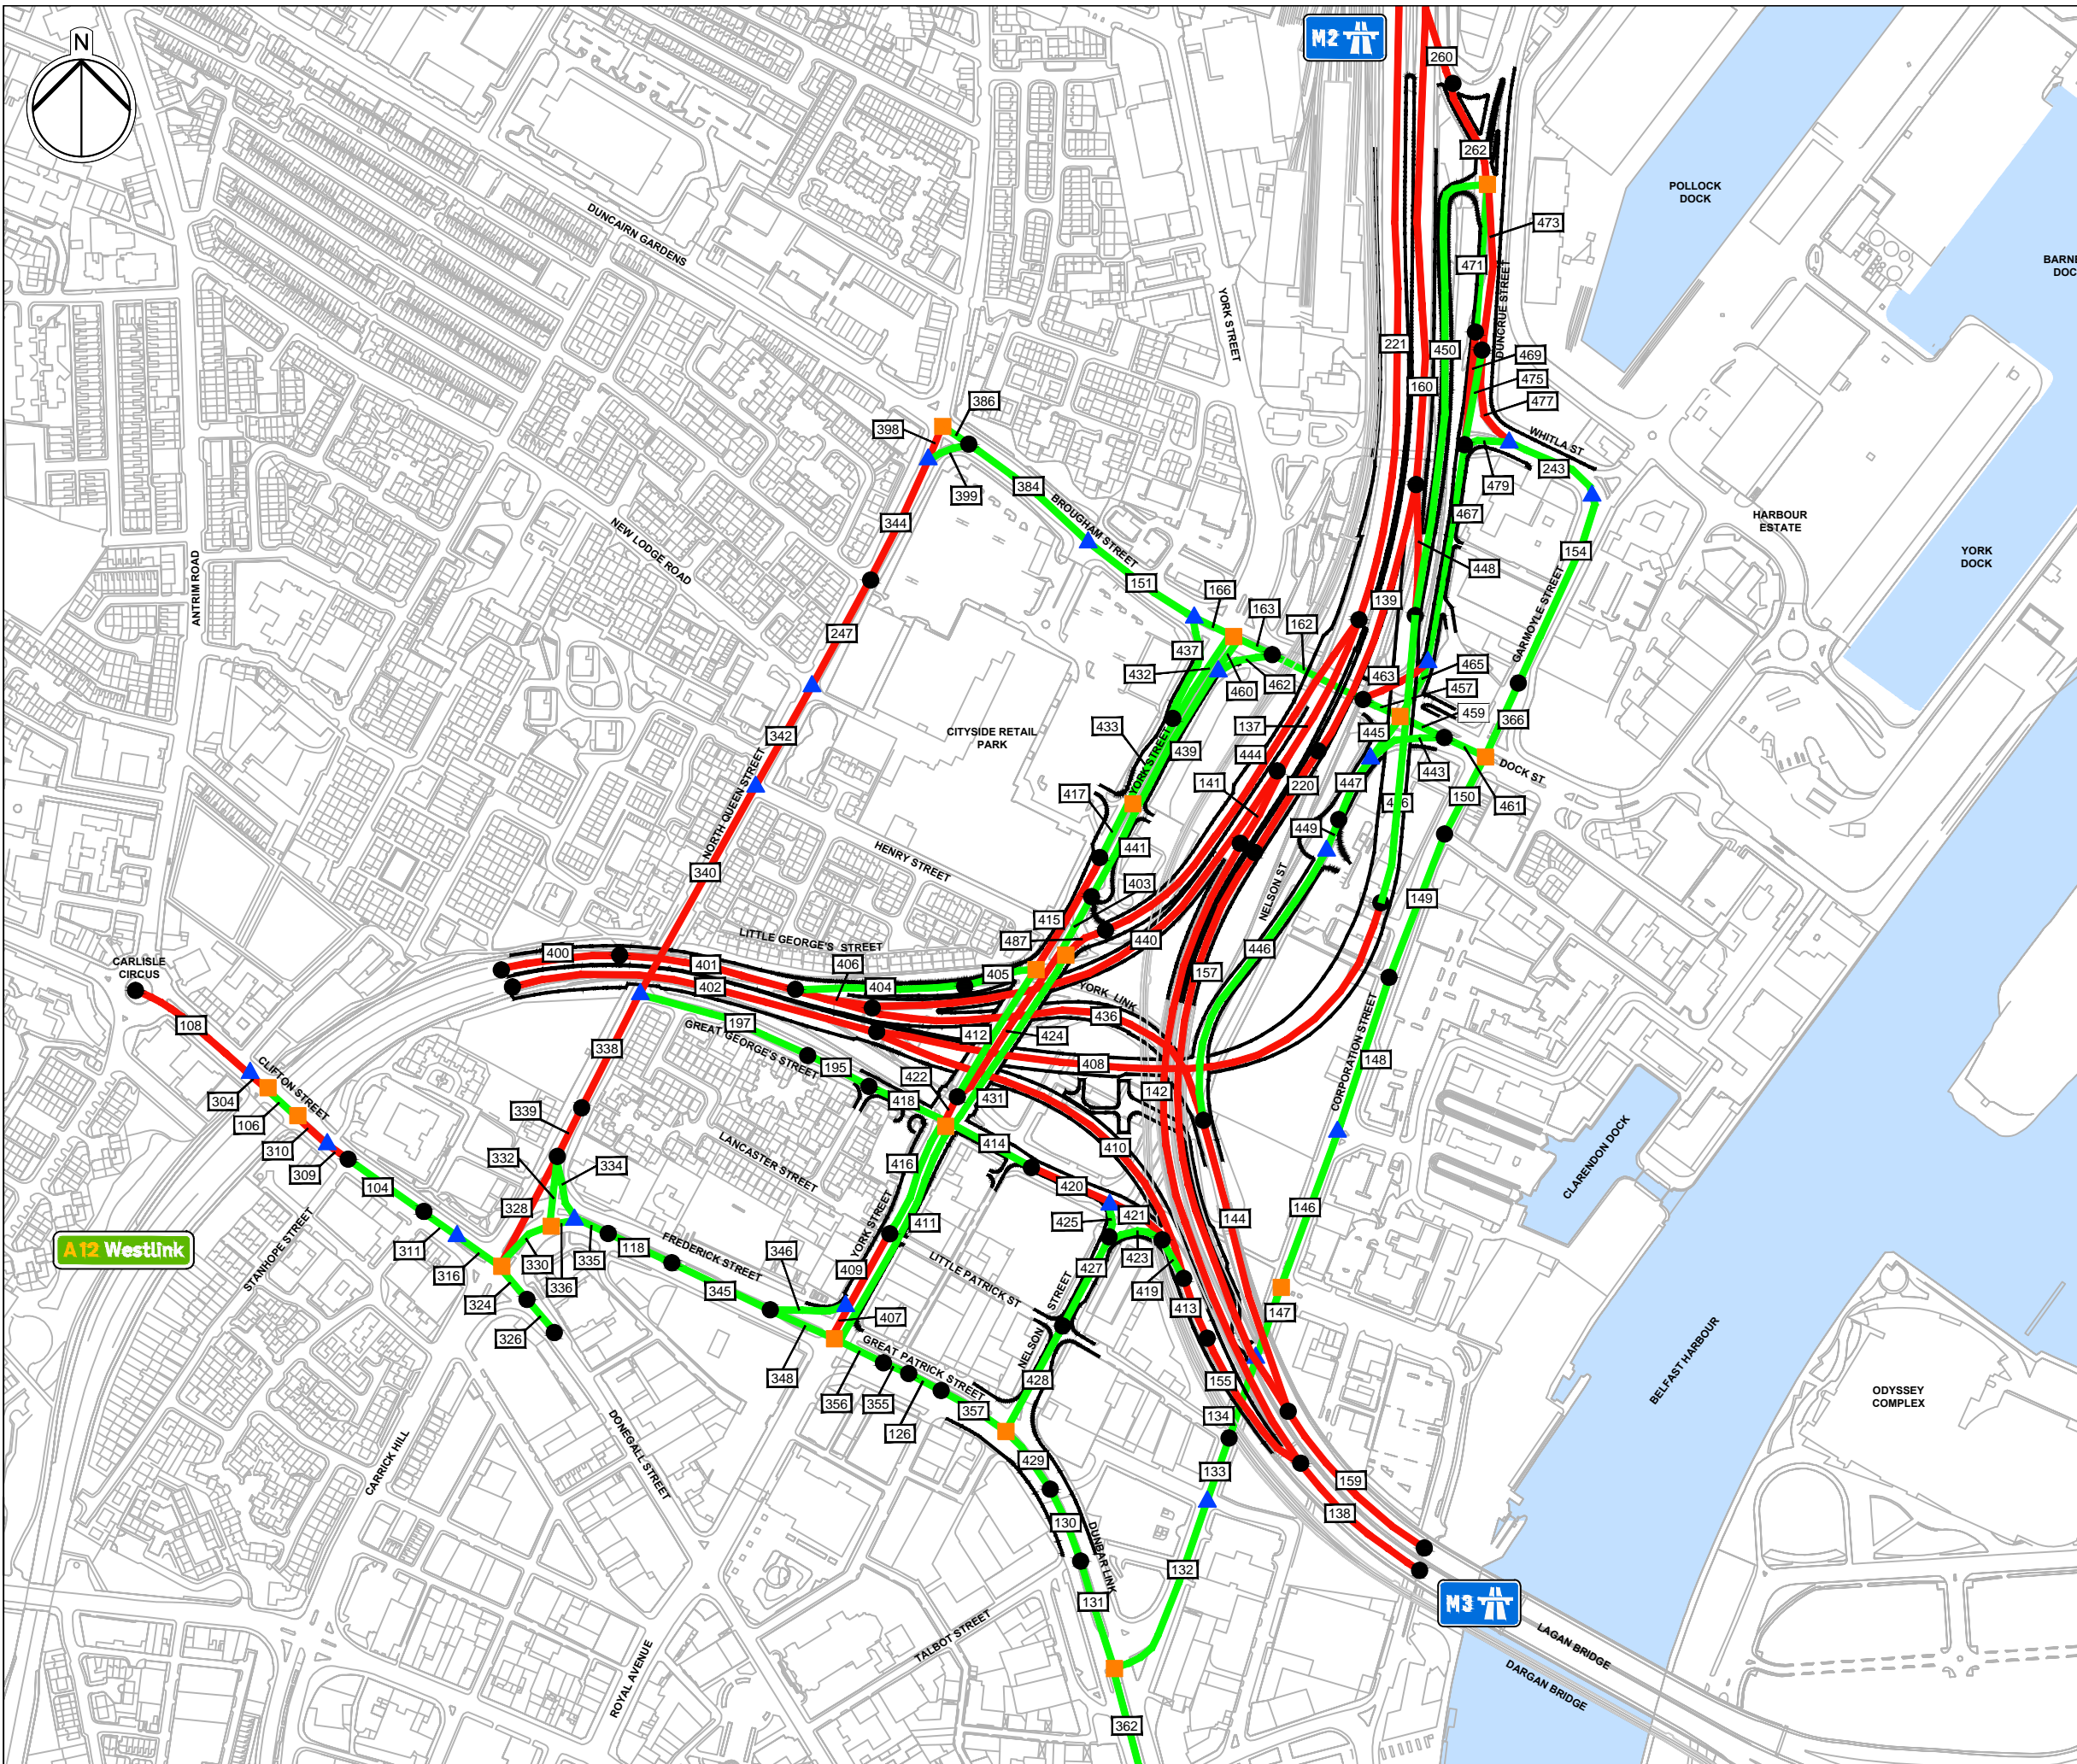 N
M2
260
262
POLLOCK
DOCK
BARNE
DOC
DUNCAIRN GARDENS
YORK STREET
473
471
DUNCRUE STREET
221
450
160
469
475
477
386
398
399
384
BROUGHAM STREET
WHITLA ST
243
479
467
344
NEW LODGE ROAD
HARBOUR
ESTATE
YORK
DOCK
ANTRIM ROAD
154
448
GARMOYLE STREET
151
166
163
162
139
247
437
432
460
462
463
465
457
459
433
137
445
366
342
CITYSIDE RETAIL
PARK
YORK STREET
439
444
141
220
447
443
DOCK ST
461
150
417
NORTH QUEEN STREET
441
449
340
HENRY STREET
403
NELSON ST
149
415
487
440
446
LITTLE GEORGE'S STREET
400
401
406
405
404
402
157
CARLISLE
CIRCUS
YORK LINK
108
197
GREAT GEORGE'S STREET
412
424
436
CORPORATION STREET
338
195
408
148
CLIFTON STREET
422
431
142
304
106
418
339
310
309
LANCASTER STREET
414
410
CLARENDON DOCK
332
334
416
104
420
328
425
421
144
146
STANHOPE STREET
311
316
A12 Westlink
330
336
335
118
FREDERICK STREET
346
YORK STREET
411
LITTLE PATRICK ST
427
423
324
345
409
419
326
407
413
147
348
GREAT PATRICK STREET
NELSON STREET
BELFAST HARBOUR
356
355
126
357
428
155
134
ODYSSEY
COMPLEX
CARRICK HILL
DONEGALL STREET
429
133
159
138
130
DUNBAR LINK
132
131
M3
TALBOT STREET
LAGAN BRIDGE
ROYAL AVENUE
DARGAN BRIDGE
362